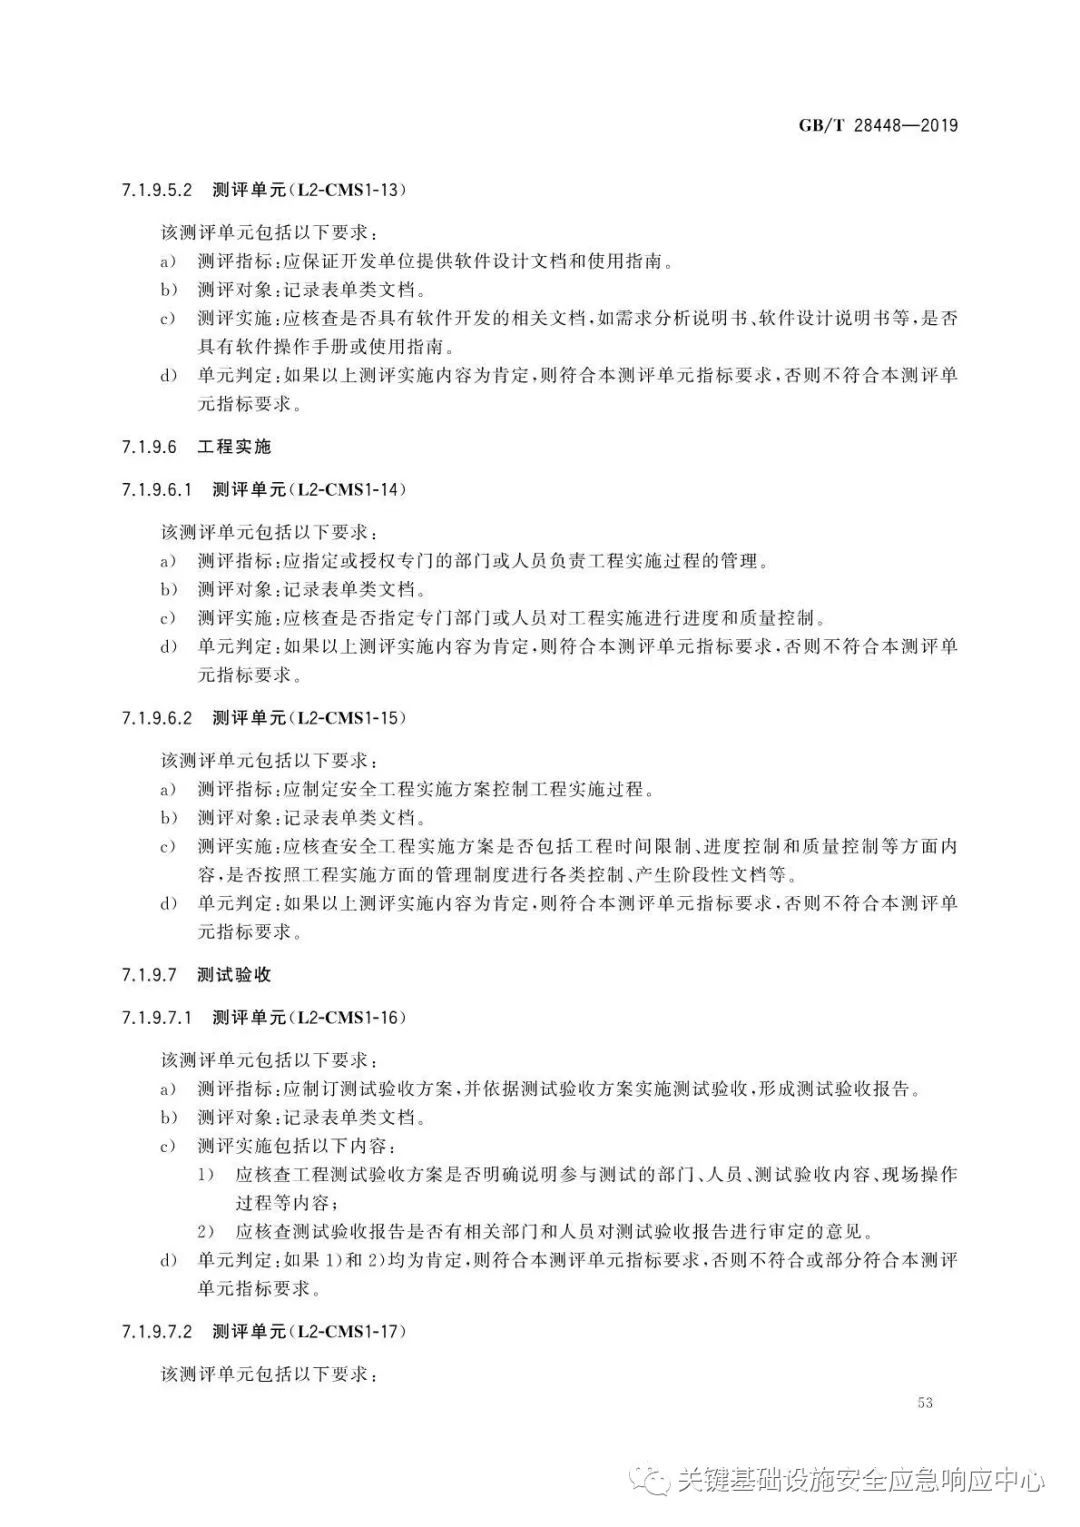 GB/T 28448—2019
7.1.9.5.2 测评单元(L2-CMS1-13)
该测评单元包括以下要求:
a) 测评指标:应保证开发单位提供软件设计文档和使用指南。
b) 测评对象:记录表单类文档。
c) 测评实施:应核查是否具有软件开发的相关文档,如需求分析说明书、软件设计说明书等,是否
具有软件操作手册或使用指南。
d) 单元判定:如果以上测评实施内容为肯定,则符合本测评单元指标要求,否则不符合本测评单
元指标要求。
7.1.9.6 工程实施
7.1.9.6.1 测评单元(L2-CMS1-14)
该测评单元包括以下要求:
a) 测评指标:应指定或授权专门的部门或人员负责工程实施过程的管理。
b) 测评对象:记录表单类文档。
c) 测评实施:应核查是否指定专门部门或人员对工程实施进行进度和质量控制。
d) 单元判定:如果以上测评实施内容为肯定,则符合本测评单元指标要求,否则不符合本测评单
元指标要求。
7.1.9.6.2 测评单元(L2-CMS1-15)
该测评单元包括以下要求:
a) 测评指标:应制定安全工程实施方案控制工程实施过程。
b) 测评对象:记录表单类文档。
c) 测评实施:应核查安全工程实施方案是否包括工程时间限制、进度控制和质量控制等方面内
容,是否按照工程实施方面的管理制度进行各类控制、产生阶段性文档等。
d) 单元判定:如果以上测评实施内容为肯定,则符合本测评单元指标要求,否则不符合本测评单
元指标要求。
7.1.9.7 测试验收
7.1.9.7.1 测评单元(L2-CMS1-16)
该测评单元包括以下要求:
a) 测评指标:应制订测试验收方案,并依据测试验收方案实施测试验收,形成测试验收报告。
b) 测评对象:记录表单类文档。
c) 测评实施包括以下内容:
1) 应核查工程测试验收方案是否明确说明参与测试的部门、人员、测试验收内容、现场操作
过程等内容;
2) 应核查测试验收报告是否有相关部门和人员对测试验收报告进行审定的意见。
d) 单元判定:如果 1)和 2)均为肯定,则符合本测评单元指标要求,否则不符合或部分符合本测评
单元指标要求。
7.1.9.7.2 测评单元(L2-CMS1-17)
该测评单元包括以下要求:
53
关键基础设施安全应急响应中心